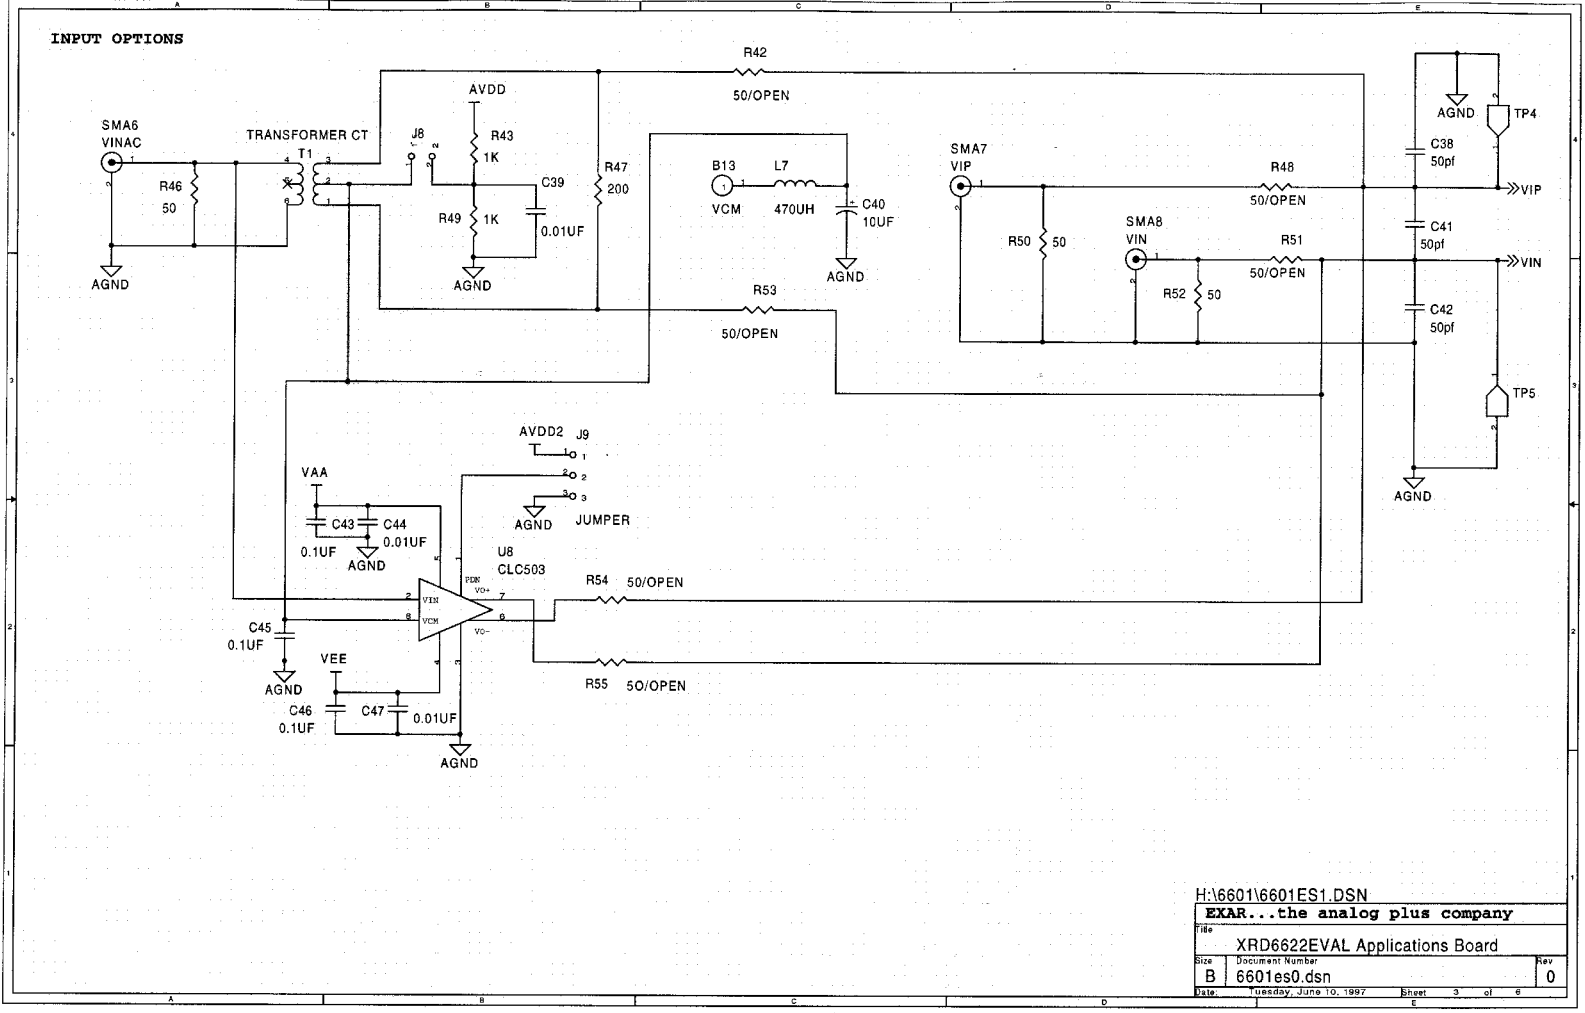 A B C D E
INPUT OPTIONS
R42
50/OPEN
AVDD
AGND
TP4
SMA6
VINAC
TRANSFORMER CT
T1
J8
R43
1K
C38
50pf
SMA7
VIP
R46
50
R47
200
B13
VCM
L7
470UH
C39
0.01UF
R48
50/OPEN
VIP
R49
1K
C40
10UF
C41
50pf
SMA8
VIN
R50
50
R51
50/OPEN
VIN
AGND
AGND
AGND
R52
50
R53
50/OPEN
C42
50pf
TP5
AVDD2
J9
1
2
3
VAA
AGND
JUMPER
AGND
C43
0.1UF
C44
0.01UF
AGND
U8
CLC503
PDN
VIN
VCM
VO+
VO-
R54
50/OPEN
C45
0.1UF
AGND
VEE
R55
50/OPEN
C46
0.1UF
C47
0.01UF
AGND
H:\6601\6601ES1.DSN
EXAR...the analog plus company
Title
XRD6622EVAL Applications Board
Size
Document Number
Rev
B
6601es0.dsn
0
Date:
Tuesday, June 10, 1997
Sheet 3 of 6
A B C D E